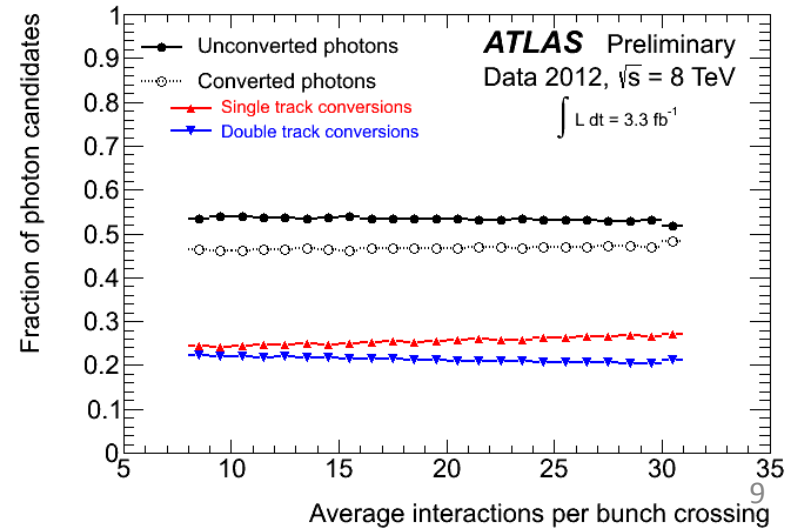 Fraction of photon candidates
1
0.9
0.8
0.7
0.6
0.5
0.4
0.3
0.2
0.1
0
Unconverted photons
Converted photons
Single track conversions
Double track conversions
ATLAS Preliminary
Data 2012, √s = 8 TeV
∫ L dt = 3.3 fb⁻¹
5 10 15 20 25 30 35
9
Average interactions per bunch crossing